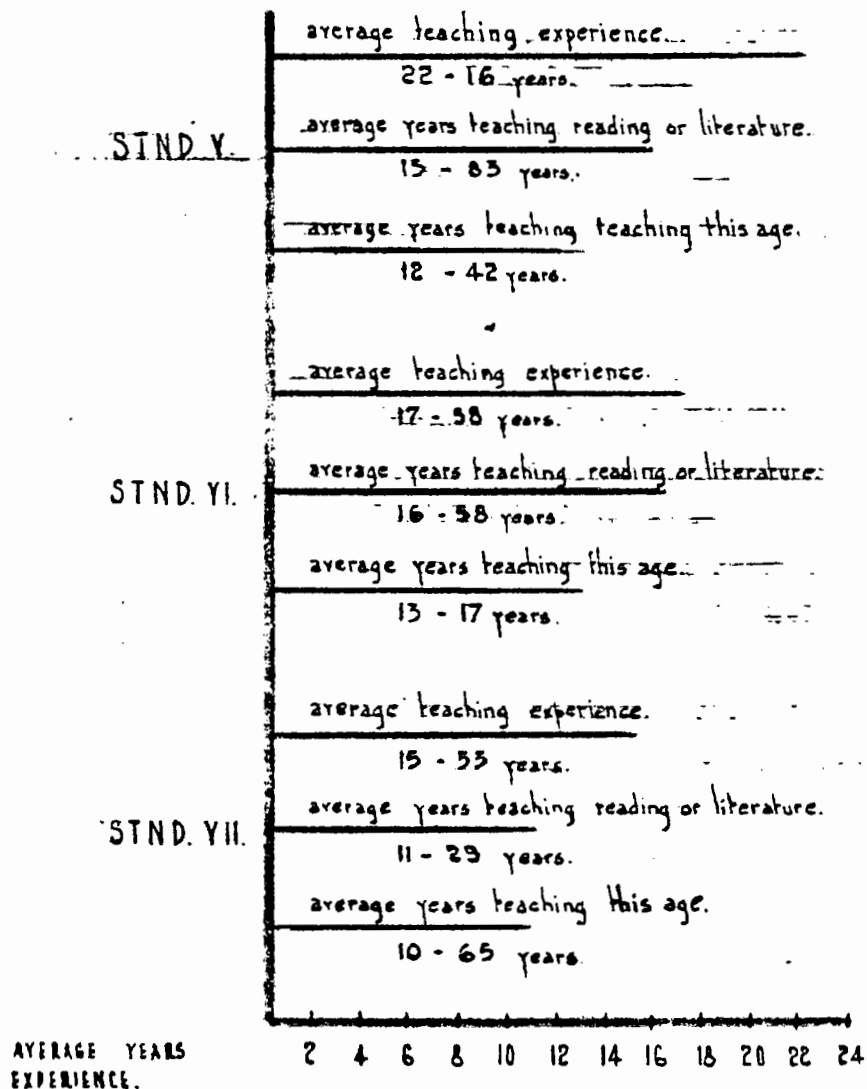 average teaching experience.
22 - 16 years.
STND V.
average years teaching reading or literature.
15 - 83 years.
average years teaching teaching this age.
12 - 42 years.
average teaching experience.
17 - 58 years.
STND. VI.
average years teaching reading or literature.
16 - 58 years.
average years teaching this age.
13 - 17 years.
average teaching experience.
15 - 53 years.
STND. VII.
average years teaching reading or literature.
11 - 29 years.
average years teaching this age.
10 - 65 years
2 4 6 8 10 12 14 16 18 20 22 24
AVERAGE YEARS
EXPERIENCE.